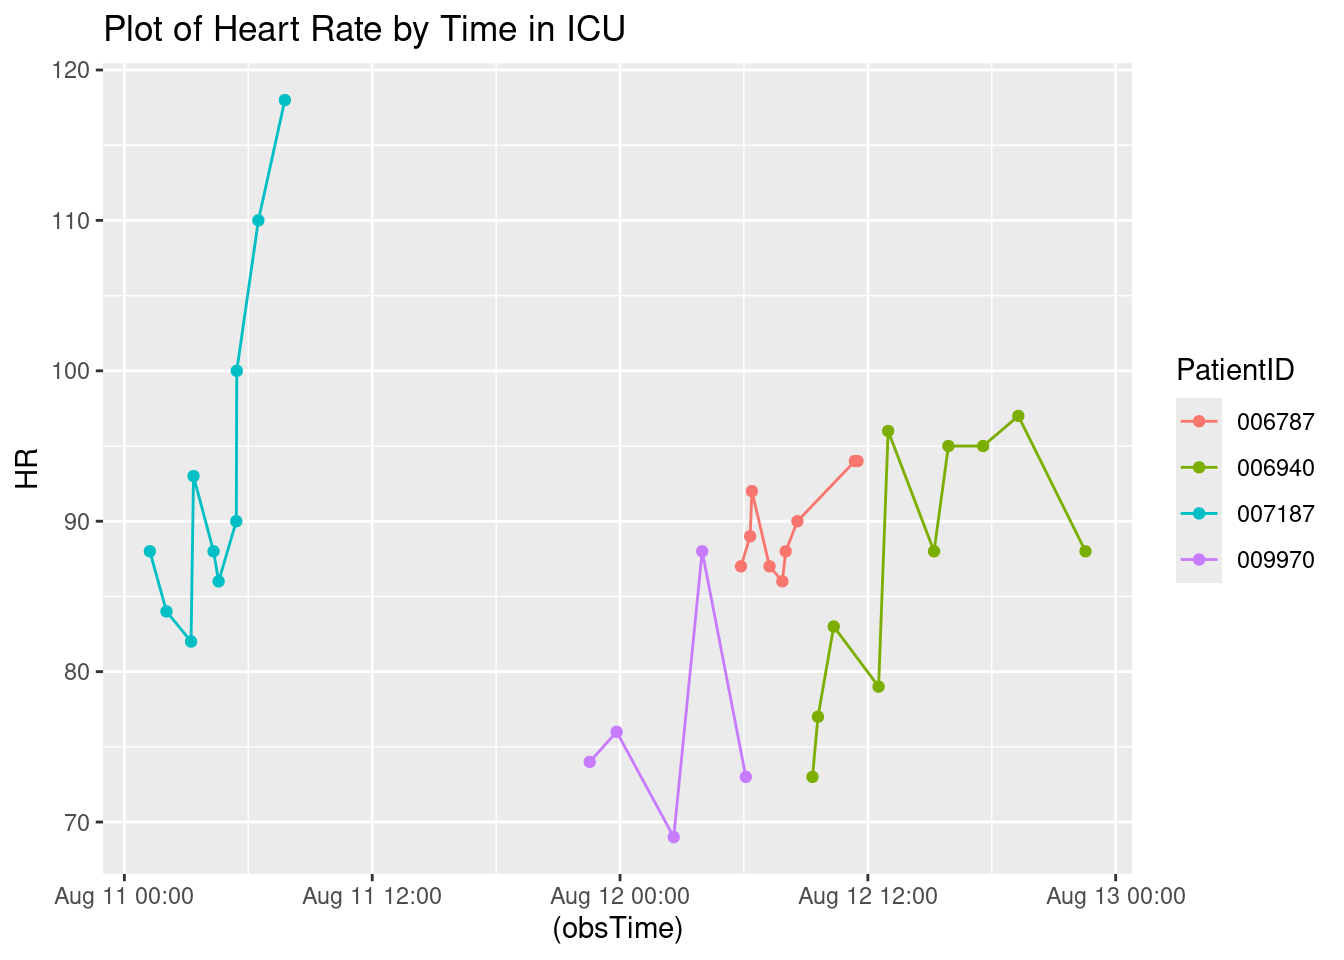 Plot of Heart Rate by Time in ICU
120
110
100
90
80
70
HR
Aug 11 00:00
Aug 11 12:00
Aug 12 00:00
Aug 12 12:00
Aug 13 00:00
(obsTime)
PatientID
006787
006940
007187
009970